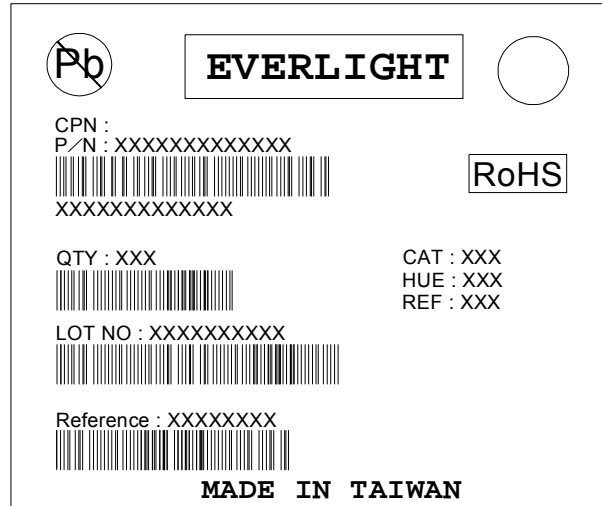 Pb
EVERLIGHT
CPN :
P/N : XXXXXXXXXXXXX
RoHS
XXXXXXXXXXXXX
QTY : XXX
CAT : XXX
HUE : XXX
REF : XXX
LOT NO : XXXXXXXXXX
Reference : XXXXXXXX
MADE IN TAIWAN